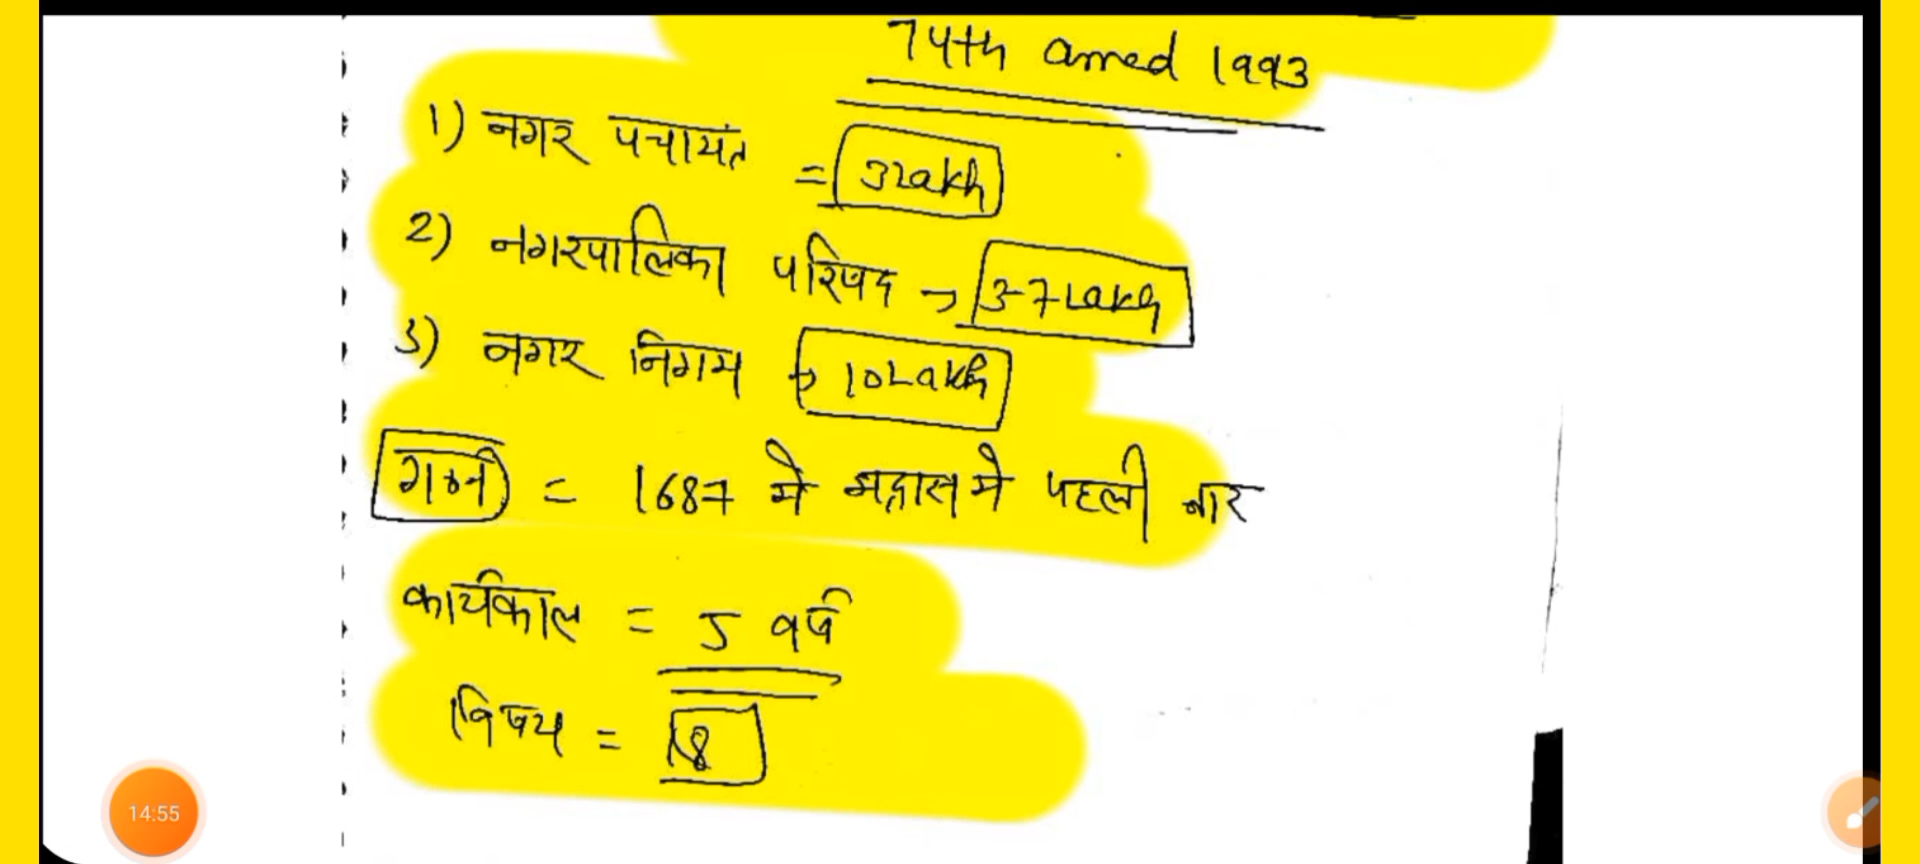 74th amed 1993
1) नगर पचायंत = 3 Lakh
2) नगरपालिका परिषद → 3-7 Lakh
3) नगर निगम → 10 Lakh
गठन = 1687 मे मद्रास मे पहली बार
कार्यकाल = 5 वर्ष
विषय = 18
14:55